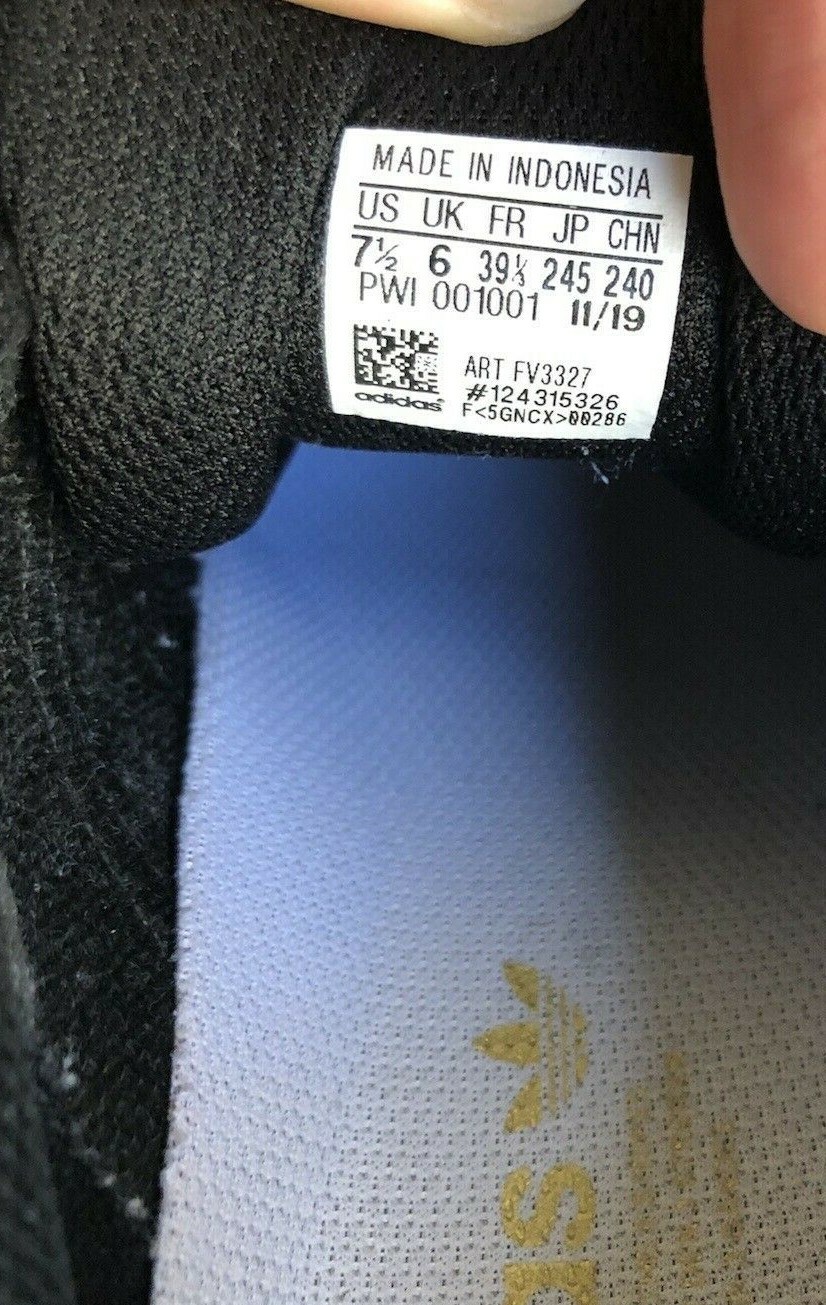 MADE IN INDONESIA
US UK FR JP CHN
7½ 6 39⅓ 245 240
PWI 001001 11/19
ART FV3327
#124315326
adidas
F<5GNCX>00286